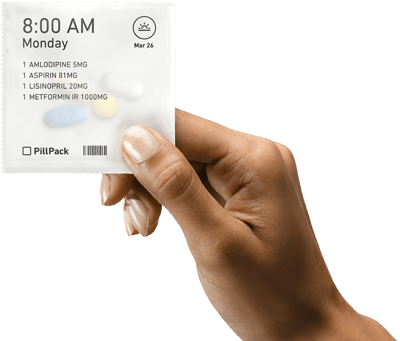 8:00 AM
Monday
Mar 26
1 AMLODIPINE 5MG
1 ASPIRIN 81MG
1 LISINOPRIL 20MG
1 METFORMIN IR 1000MG
PillPack